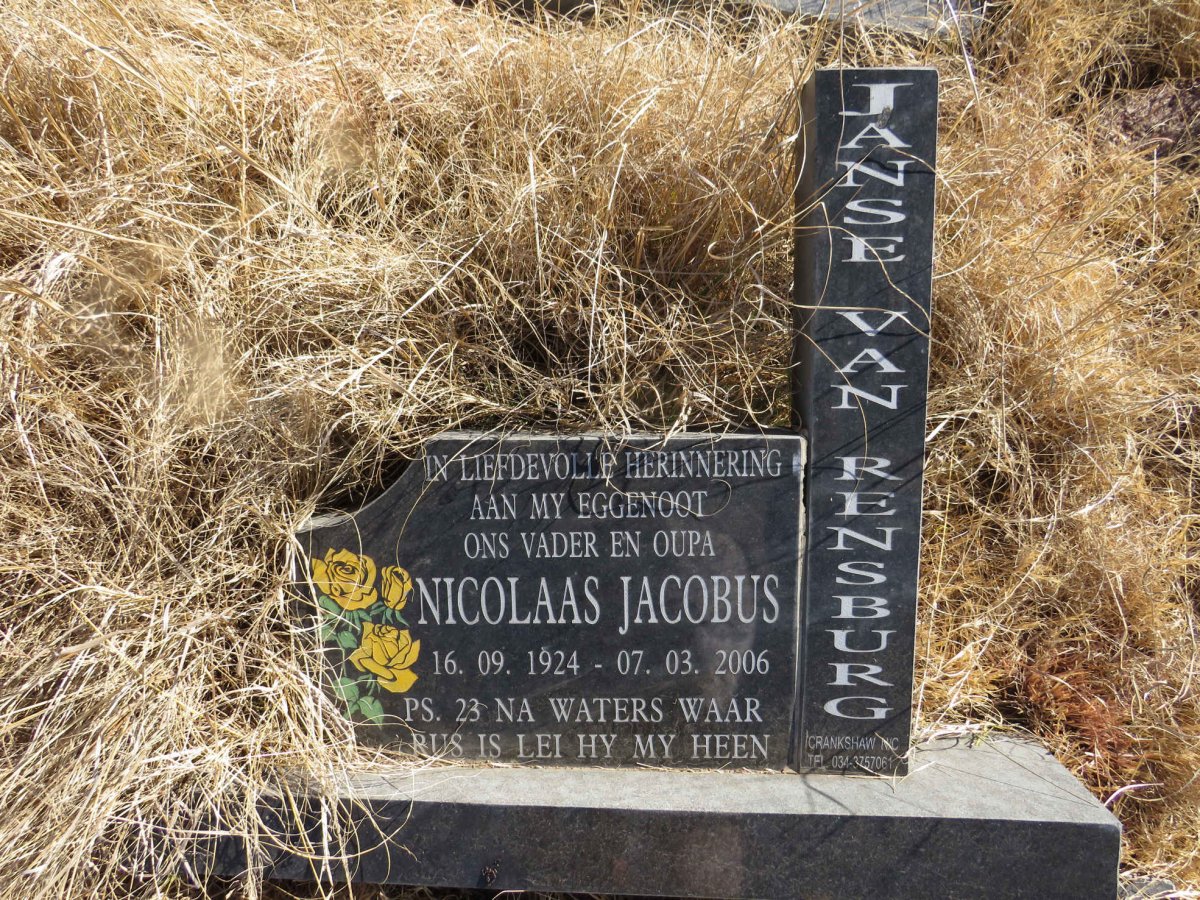 JANSE VAN RENSBURG
IN LIEFDEVOLLE HERINNERING
AAN MY EGGENOOT
ONS VADER EN OUPA
NICOLAAS JACOBUS
16. 09. 1924 - 07. 03. 2006
PS. 23 NA WATERS WAAR
RUS IS LEI HY MY HEEN
CRANKSHAW N/C
TEL 034-3757061